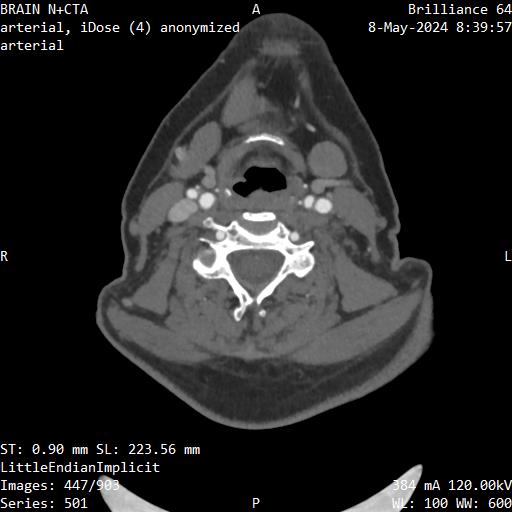 BRAIN N+CTA A Brilliance 64
arterial, iDose (4) anonymized 8-May-2024 8:39:57
arterial
R L
ST: 0.90 mm SL: 223.56 mm
LittleEndianImplicit
Images: 447/903 384 mA 120.00kV
Series: 501 P WL: 100 WW: 600